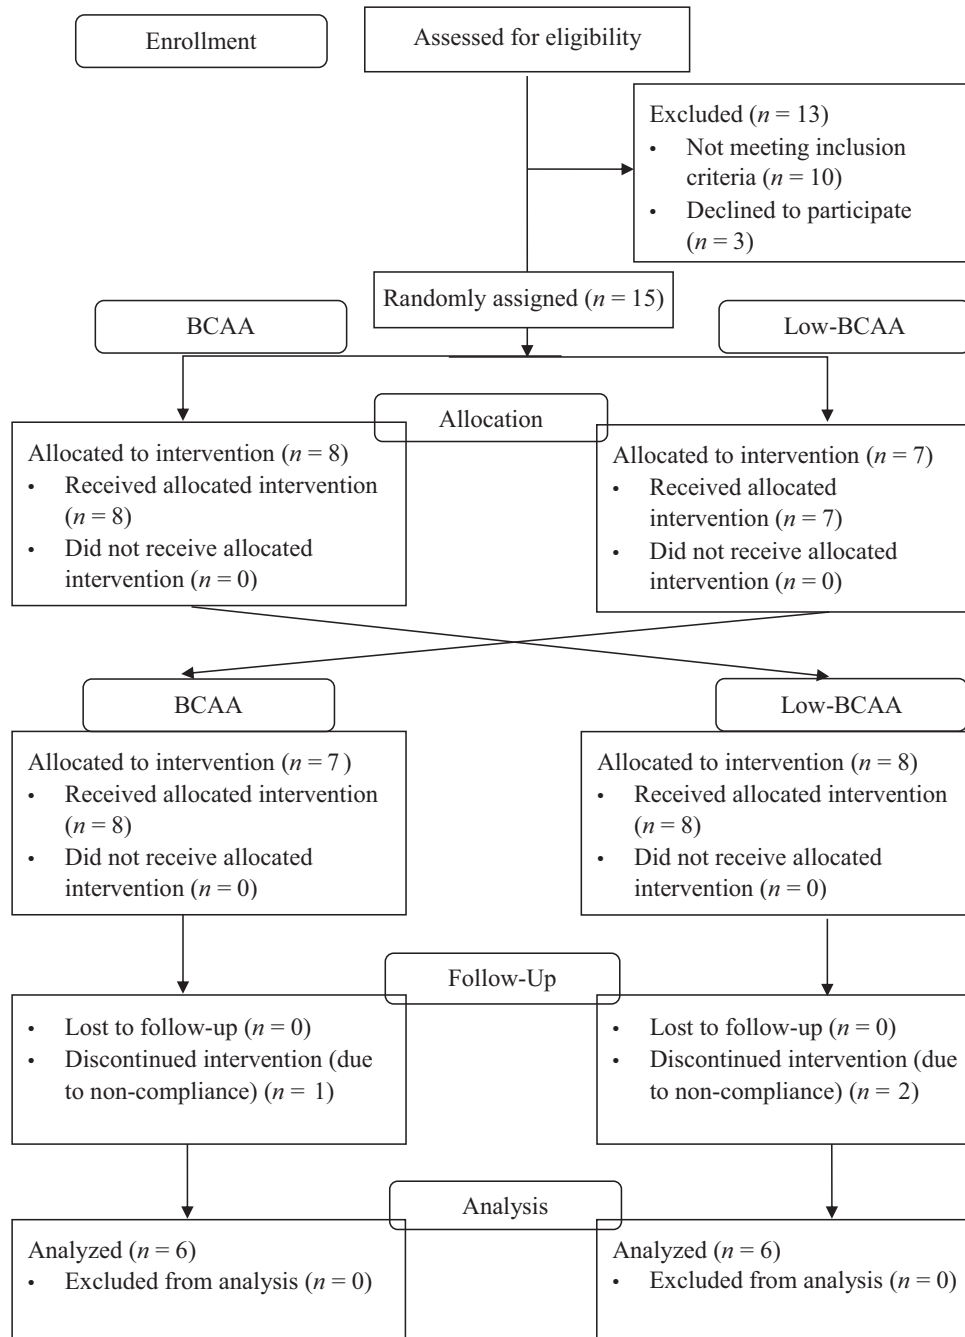 Enrollment
Assessed for eligibility
Excluded (n = 13)
• Not meeting inclusion
criteria (n = 10)
• Declined to participate
(n = 3)
Randomly assigned (n = 15)
BCAA
Low-BCAA
Allocation
Allocated to intervention (n = 8)
• Received allocated intervention
(n = 8)
• Did not receive allocated
intervention (n = 0)
Allocated to intervention (n = 7)
• Received allocated
intervention (n = 7)
• Did not receive allocated
intervention (n = 0)
BCAA
Low-BCAA
Allocated to intervention (n = 7)
• Received allocated intervention
(n = 8)
• Did not receive allocated
intervention (n = 0)
Allocated to intervention (n = 8)
• Received allocated intervention
(n = 8)
• Did not receive allocated
intervention (n = 0)
Follow-Up
• Lost to follow-up (n = 0)
• Discontinued intervention (due
to non-compliance) (n = 1)
• Lost to follow-up (n = 0)
• Discontinued intervention (due
to non-compliance) (n = 2)
Analysis
Analyzed (n = 6)
• Excluded from analysis (n = 0)
Analyzed (n = 6)
• Excluded from analysis (n = 0)